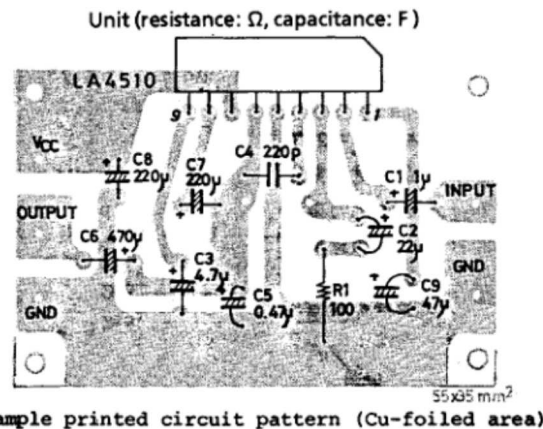 Unit (resistance: Ω, capacitance: F)
LA4510
9
1
VCC
C8
220μ
C7
220μ
C4 220p
C1 1μ
INPUT
OUTPUT
C6 470μ
C2
22μ
C3
4.7μ
GND
GND
C5
0.47μ
R1
100
C9
47μ
55x35 mm²
ample printed circuit pattern (Cu-foiled area)